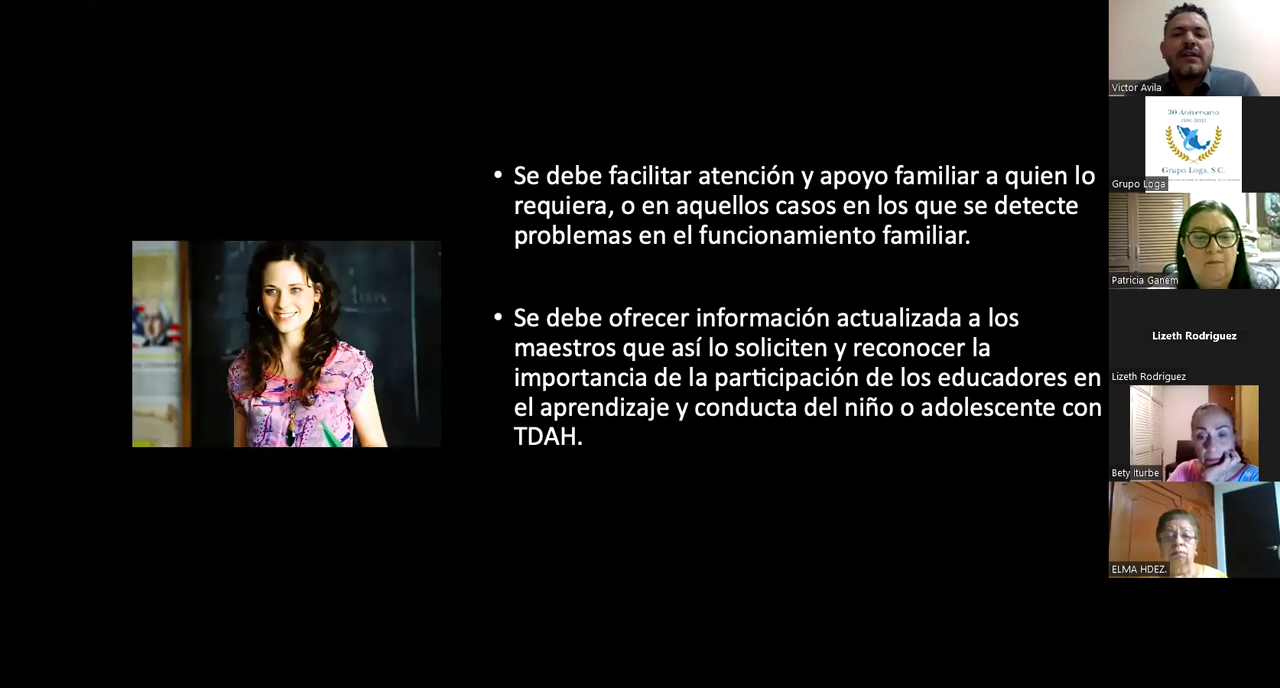 • Se debe facilitar atención y apoyo familiar a quien lo
requiera, o en aquellos casos en los que se detecte
problemas en el funcionamiento familiar.
• Se debe ofrecer información actualizada a los
maestros que así lo soliciten y reconocer la
importancia de la participación de los educadores en
el aprendizaje y conducta del niño o adolescente con
TDAH.
Victor Avila
30 Aniversario
Grupo Loga, S.C.
Grupo Loga
Patricia Ganem
Lizeth Rodriguez
Lizeth Rodriguez
Bety Iturbe
ELMA HDEZ.